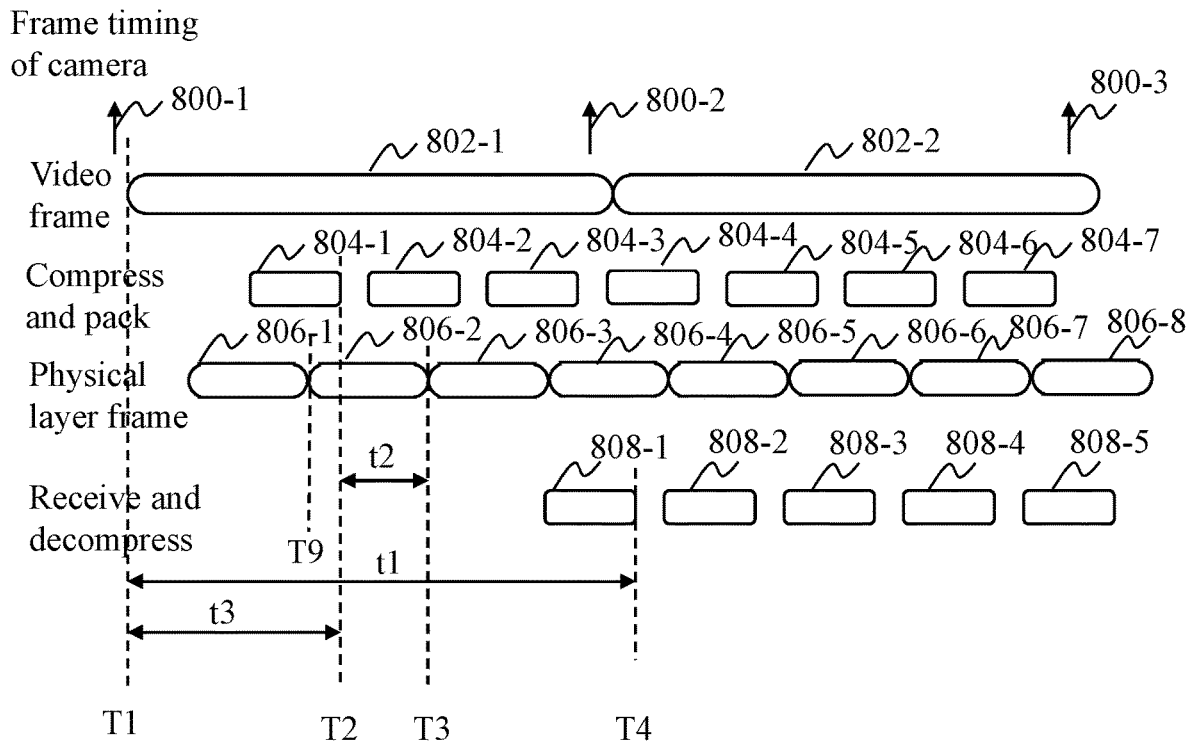 Frame timing
of camera
800-1
800-2
800-3
802-1
802-2
Video
frame
804-1
804-2
804-3
804-4
804-5
804-6
804-7
Compress
and pack
806-1
806-2
806-3
806-4
806-5
806-6
806-7
806-8
Physical
layer frame
808-1
808-2
808-3
808-4
808-5
t2
Receive and
decompress
T9
t1
t3
T1
T2
T3
T4